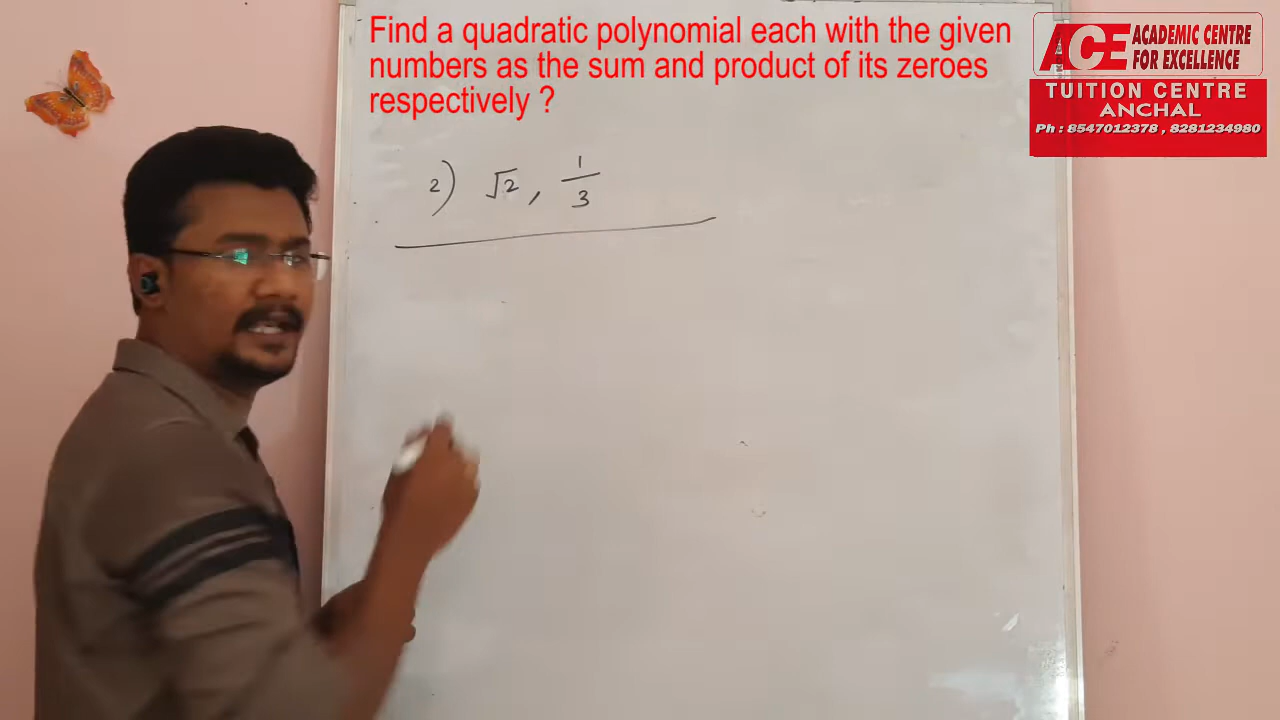 Find a quadratic polynomial each with the given
numbers as the sum and product of its zeroes
respectively ?
ACE ACADEMIC CENTRE
FOR EXCELLENCE
TUITION CENTRE
ANCHAL
Ph : 8547012378 , 8281234980
2) √2 , 1/3